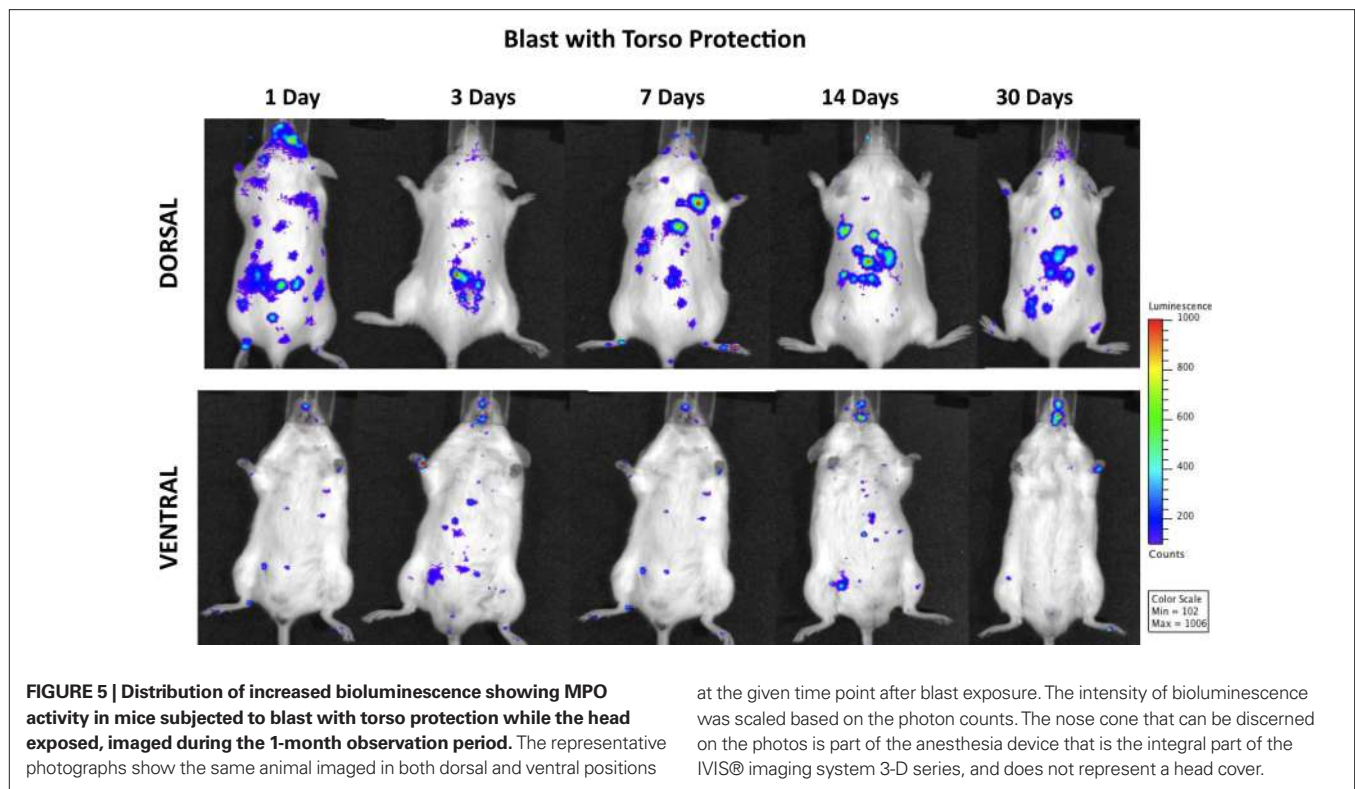 Blast with Torso Protection
1 Day 3 Days 7 Days 14 Days 30 Days
DORSAL
VENTRAL
Luminescence
1000
800
600
400
200
Counts
Color Scale
Min = 102
Max = 1006
FIGURE 5 | Distribution of increased bioluminescence showing MPO
activity in mice subjected to blast with torso protection while the head
exposed, imaged during the 1-month observation period. The representative
photographs show the same animal imaged in both dorsal and ventral positions
at the given time point after blast exposure. The intensity of bioluminescence
was scaled based on the photon counts. The nose cone that can be discerned
on the photos is part of the anesthesia device that is the integral part of the
IVIS® imaging system 3-D series, and does not represent a head cover.